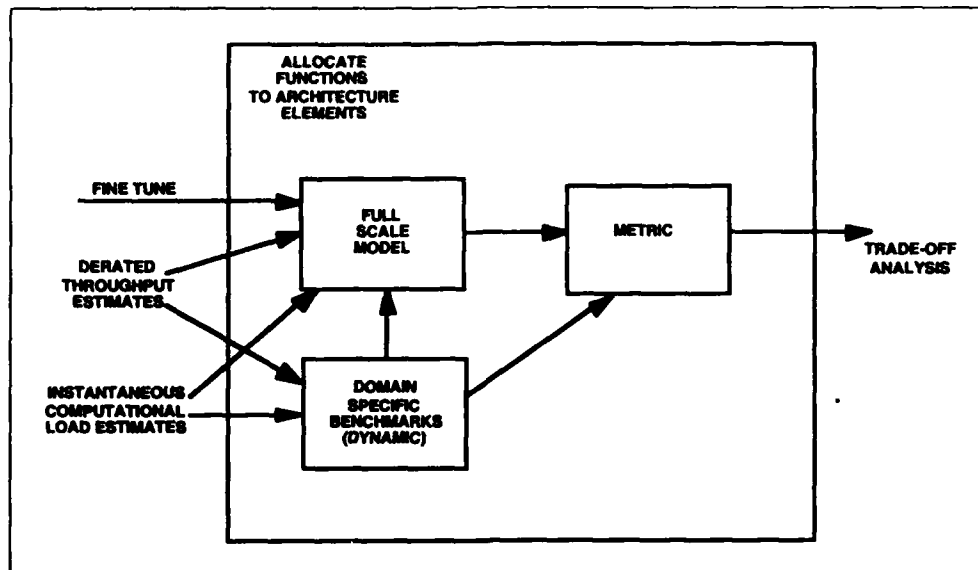 ALLOCATE
FUNCTIONS
TO ARCHITECTURE
ELEMENTS
FINE TUNE
FULL
SCALE
MODEL
METRIC
TRADE-OFF
ANALYSIS
DERATED
THROUGHPUT
ESTIMATES
INSTANTANEOUS
COMPUTATIONAL
LOAD ESTIMATES
DOMAIN
SPECIFIC
BENCHMARKS
(DYNAMIC)